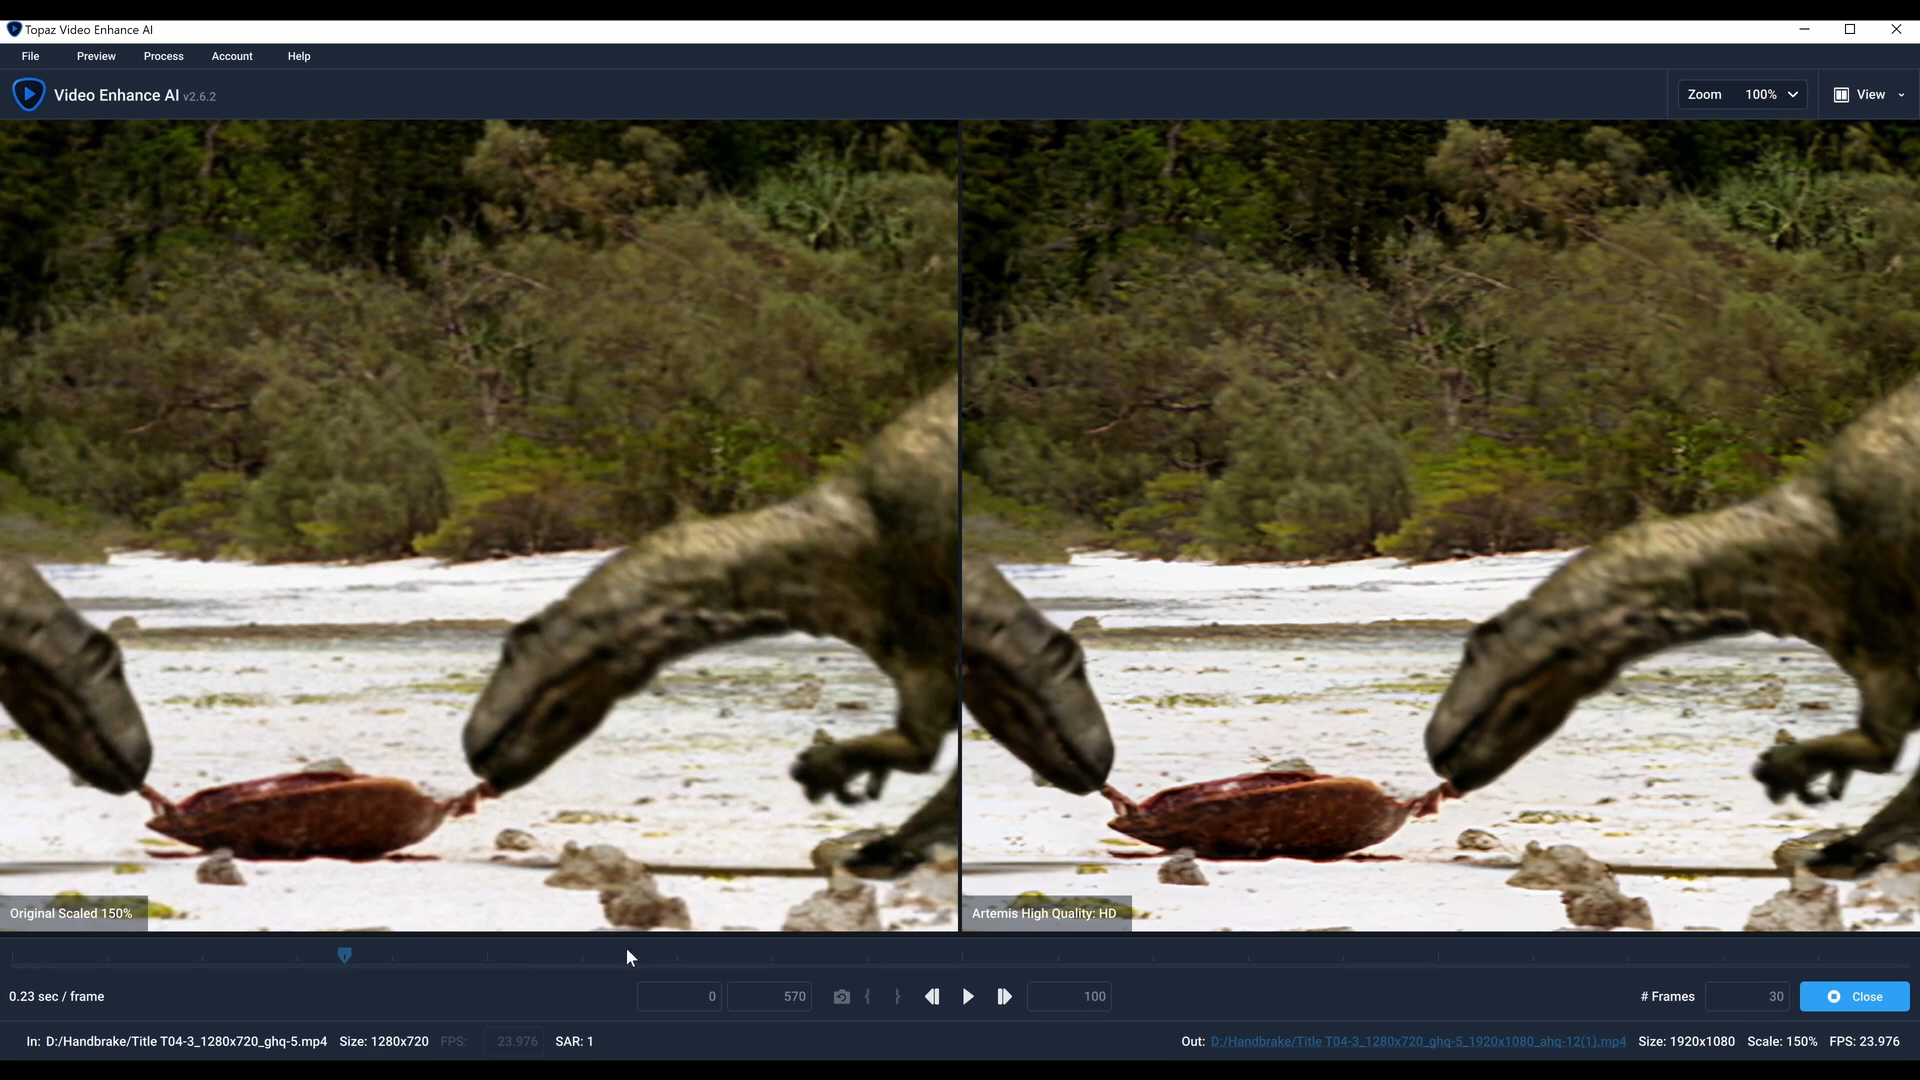 Topaz Video Enhance AI
File Preview Process Account Help
Video Enhance AI v2.6.2
Zoom 100% View
Original Scaled 150%
Artemis High Quality: HD
0.23 sec / frame
0 570 { } 100
# Frames 30 Close
In: D:/Handbrake/Title T04-3_1280x720_ghq-5.mp4 Size: 1280x720 FPS: 23.976 SAR: 1
Out: D:/Handbrake/Title T04-3_1280x720_ghq-5_1920x1080_ahq-12(1).mp4 Size: 1920x1080 Scale: 150% FPS: 23.976